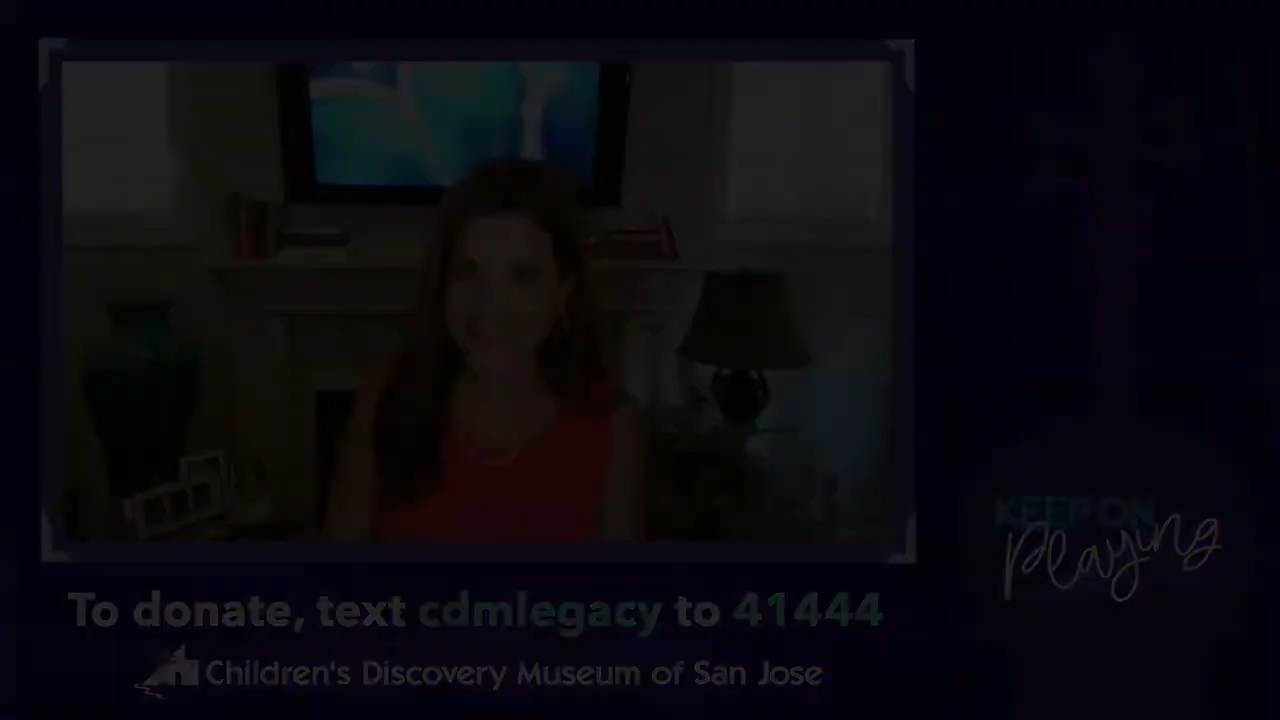 KEEP ON
Playing
To donate, text cdmlegacy to 41444
Children's Discovery Museum of San Jose